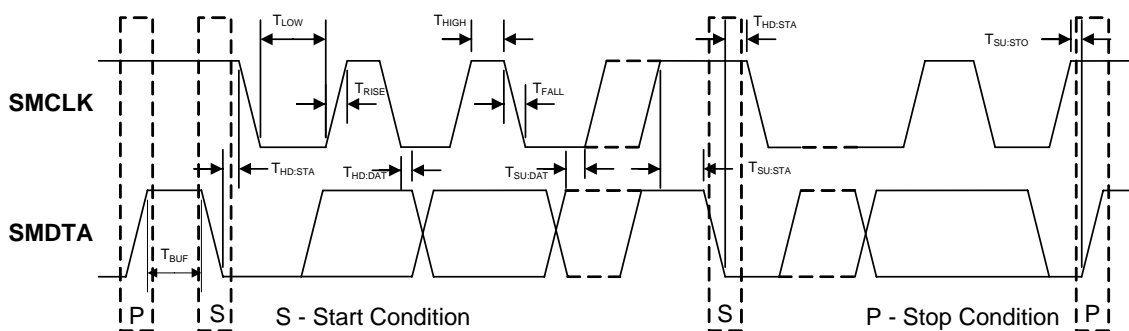 TLOW THIGH THD:STA TSU:STO
SMCLK TRISE TFALL
THD:STA THD:DAT TSU:DAT TSU:STA
SMDTA
TBUF
P S S - Start Condition S P - Stop Condition P